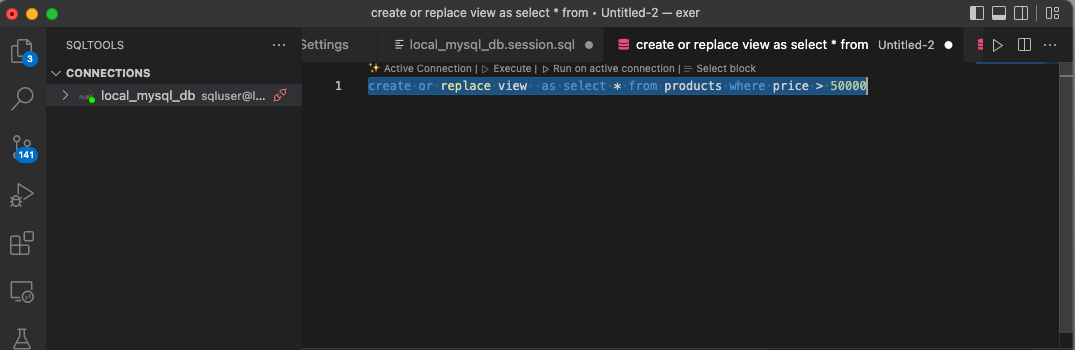 create or replace view as select * from • Untitled-2 — exer
SQLTOOLS
Settings
local_mysql_db.session.sql
create or replace view as select * from Untitled-2
3
CONNECTIONS
Active Connection | ▷ Execute | ▷ Run on active connection | Select block
local_mysql_db sqluser@l...
1 create or replace view  as select * from products where price > 50000
141